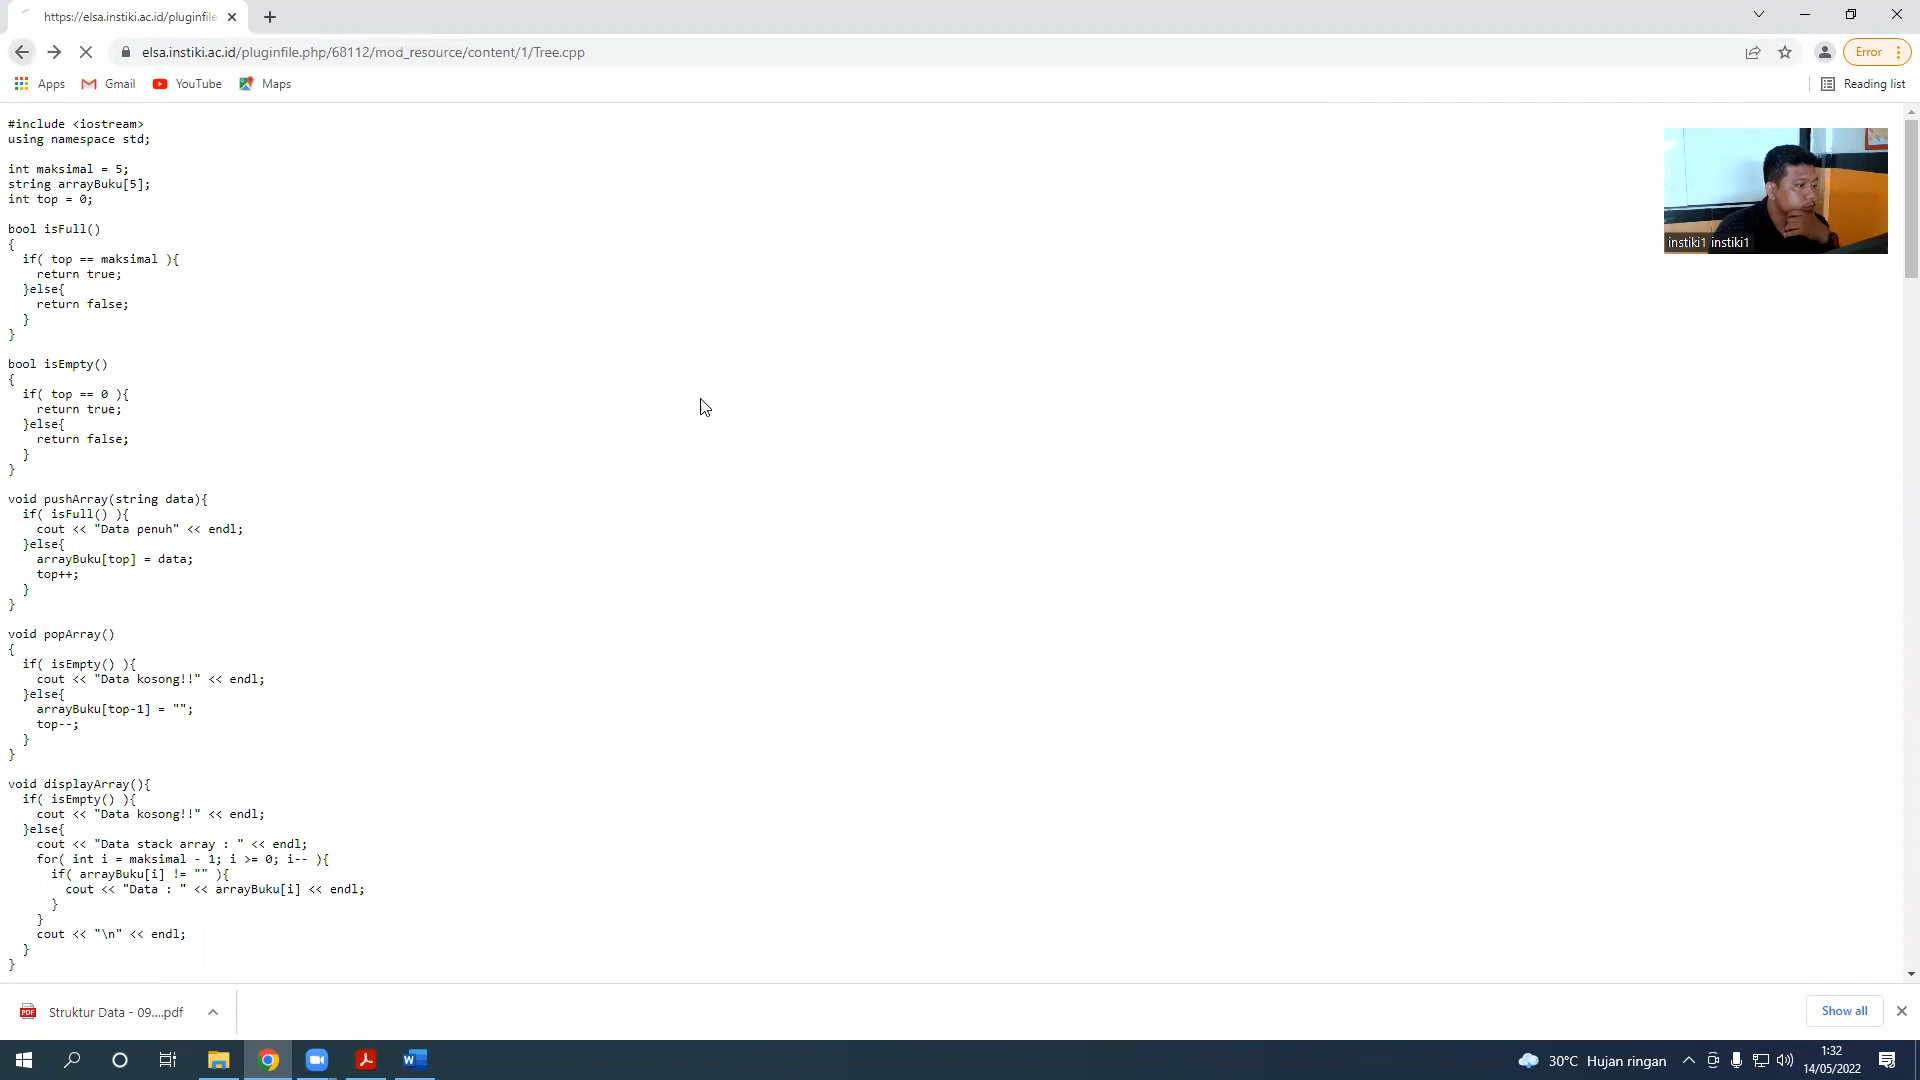 https://elsa.instiki.ac.id/pluginfile
elsa.instiki.ac.id/pluginfile.php/68112/mod_resource/content/1/Tree.cpp
Error
Apps
Gmail
YouTube
Maps
Reading list
#include <iostream>
using namespace std;
int maksimal = 5;
string arrayBuku[5];
int top = 0;
bool isFull()
{
if( top == maksimal ){
return true;
}else{
return false;
}
}
bool isEmpty()
{
if( top == 0 ){
return true;
}else{
return false;
}
}
void pushArray(string data){
if( isFull() ){
cout << "Data penuh" << endl;
}else{
arrayBuku[top] = data;
top++;
}
}
void popArray()
{
if( isEmpty() ){
cout << "Data kosong!!" << endl;
}else{
arrayBuku[top-1] = "";
top--;
}
}
void displayArray(){
if( isEmpty() ){
cout << "Data kosong!!" << endl;
}else{
cout << "Data stack array : " << endl;
for( int i = maksimal - 1; i >= 0; i-- ){
if( arrayBuku[i] != "" ){
cout << "Data : " << arrayBuku[i] << endl;
}
}
cout << "\n" << endl;
}
}
instiki1 instiki1
PDF
Struktur Data - 09....pdf
Show all
30°C Hujan ringan
1:32
14/05/2022